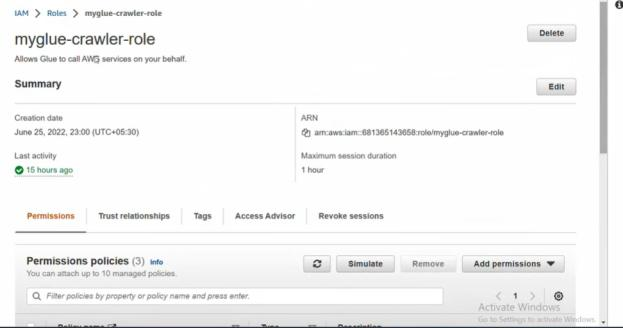 IAM > Roles > myglue-crawler-role
myglue-crawler-role
Delete
Allows Glue to call AWS services on your behalf.
Summary
Edit
Creation date
June 25, 2022, 23:00 (UTC+05:30)
ARN
arn:aws:iam::681365143658:role/myglue-crawler-role
Last activity
15 hours ago
Maximum session duration
1 hour
Permissions Trust relationships Tags Access Advisor Revoke sessions
Permissions policies (3) Info
You can attach up to 10 managed policies.
Simulate Remove Add permissions
Filter policies by property or policy name and press enter.
1
Activate Windows
Go to Settings to activate Windows.
Policy name Type Description